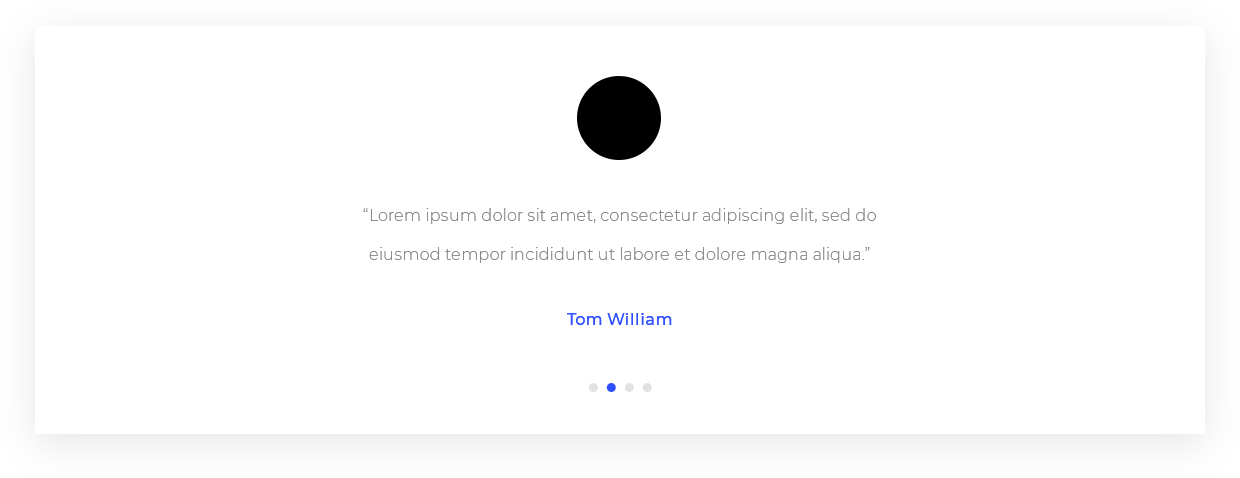 “Lorem ipsum dolor sit amet, consectetur adipiscing elit, sed do
eiusmod tempor incididunt ut labore et dolore magna aliqua.”
Tom William